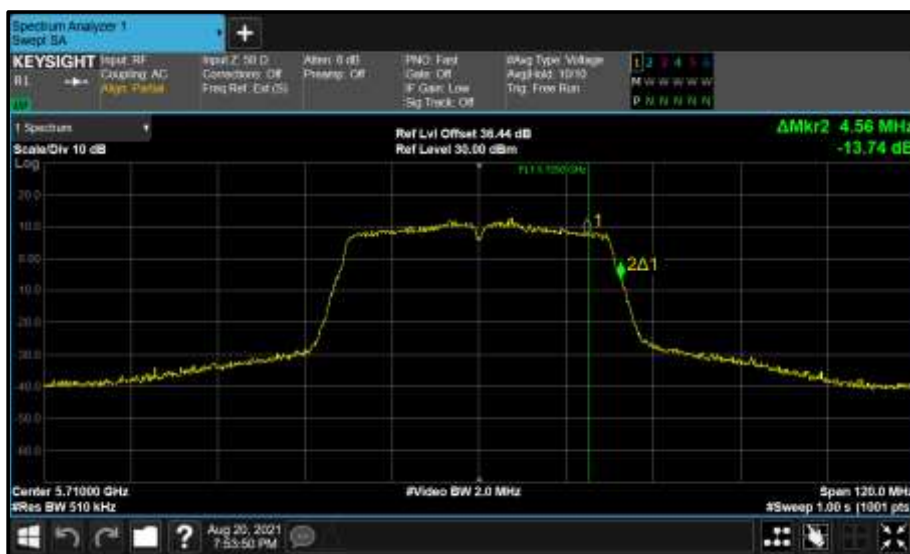 Spectrum Analyzer 1
Swept SA
KEYSIGHT
Input: RF
Coupling: AC
Align: Partial
Input Z: 50 Ω
Corrections: Off
Freq Ref: Ext (S)
Atten: 6 dB
Preamp: Off
PNO: Fast
Gate: Off
IF Gain: Low
Sig Track: Off
#Avg Type: Voltage
Avg|Hold: 10/10
Trig: Free Run
1 2 3 4 5 6
M W W W W W
P N N N N N
1 Spectrum
Scale/Div 10 dB
Ref Lvl Offset 36.44 dB
Ref Level 30.00 dBm
ΔMkr2 4.56 MHz
-13.74 dB
Log
20.0
10.0
0.00
-10.0
-20.0
-30.0
-40.0
-50.0
-60.0
1
2Δ1
Center 5.71000 GHz
#Res BW 510 kHz
#Video BW 2.0 MHz
Span 120.0 MHz
#Sweep 1.00 s (1001 pts
Aug 20, 2021
7:53:50 PM